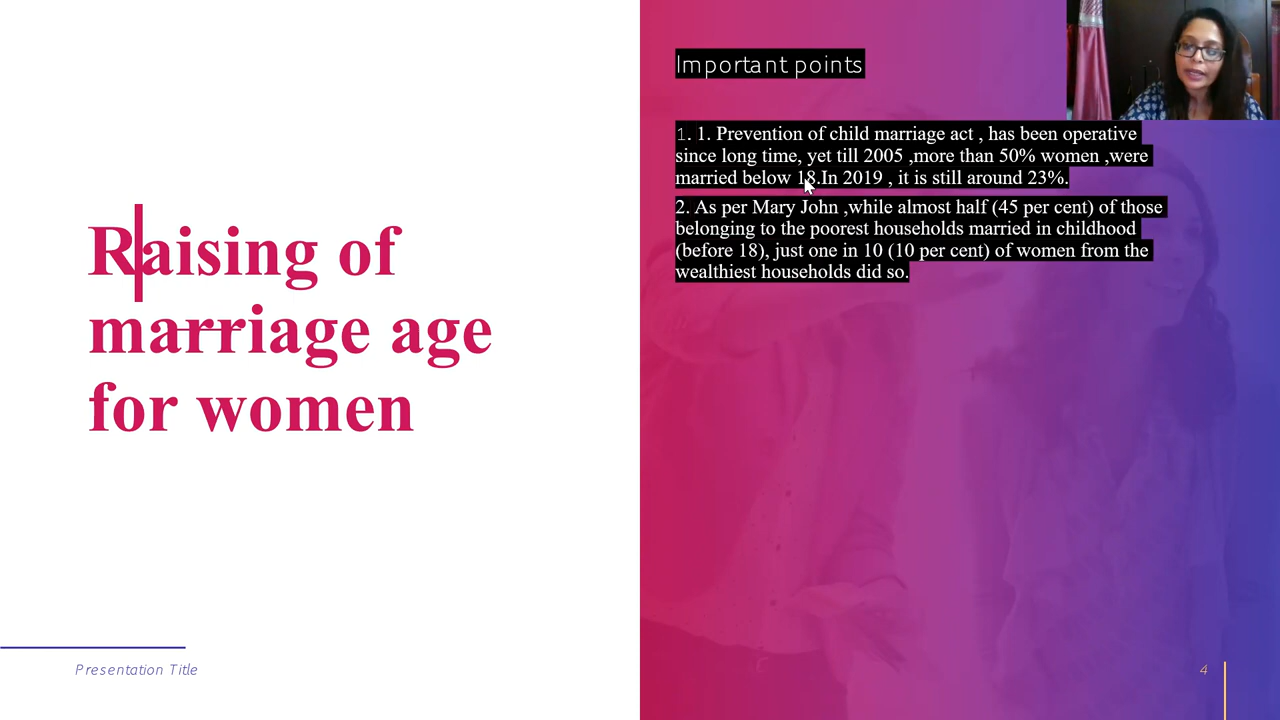 Raising of
marriage age
for women
Presentation Title
Important points
1. 1. Prevention of child marriage act , has been operative
since long time, yet till 2005 ,more than 50% women ,were
married below 18.In 2019 , it is still around 23%.
2. As per Mary John ,while almost half (45 per cent) of those
belonging to the poorest households married in childhood
(before 18), just one in 10 (10 per cent) of women from the
wealthiest households did so.
4